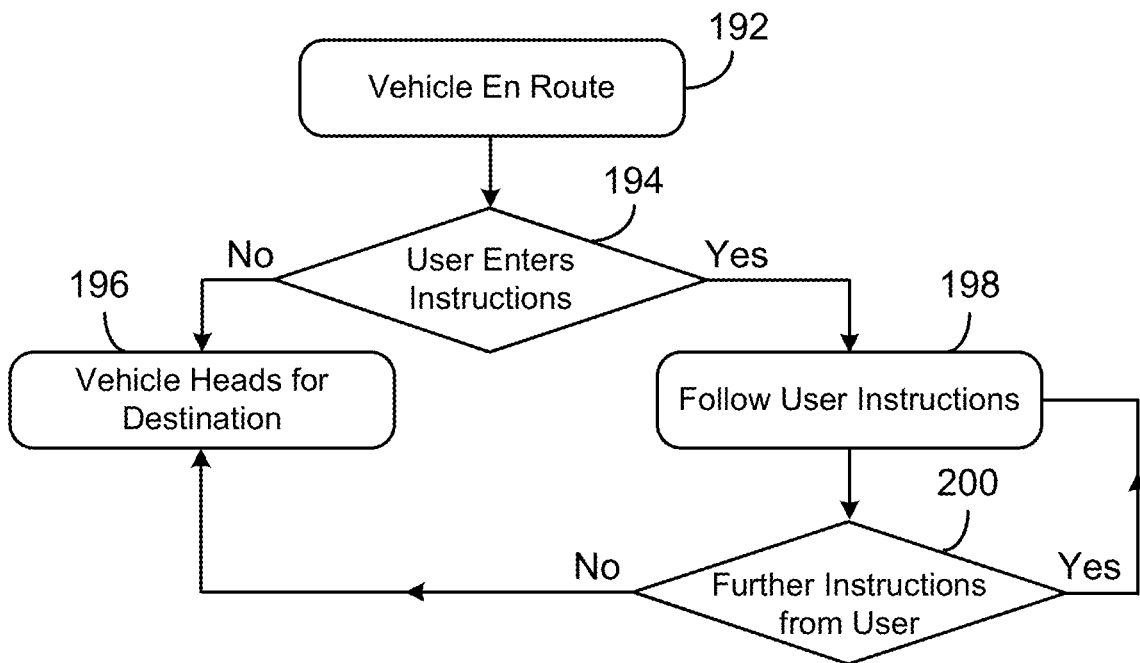 192
Vehicle En Route
194
No
User Enters
Instructions
Yes
196
198
Vehicle Heads for
Destination
Follow User Instructions
200
No
Further Instructions
from User
Yes